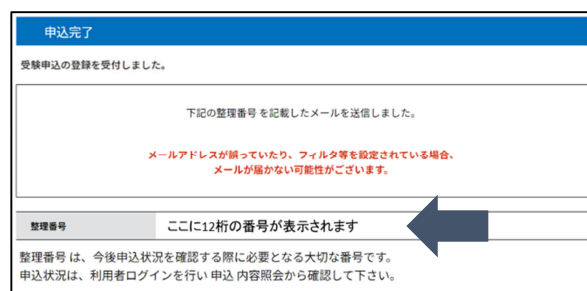 申込完了
受験申込の登録を受付しました。
下記の整理番号 を記載したメールを送信しました。
メールアドレスが誤っていたり、フィルタ等を設定されている場合、
メールが届かない可能性がございます。
整理番号 ここに12桁の番号が表示されます
整理番号 は、今後申込状況を確認する際に必要となる大切な番号です。
申込状況は、利用者ログインを行い 申込 内容照会から確認して下さい。